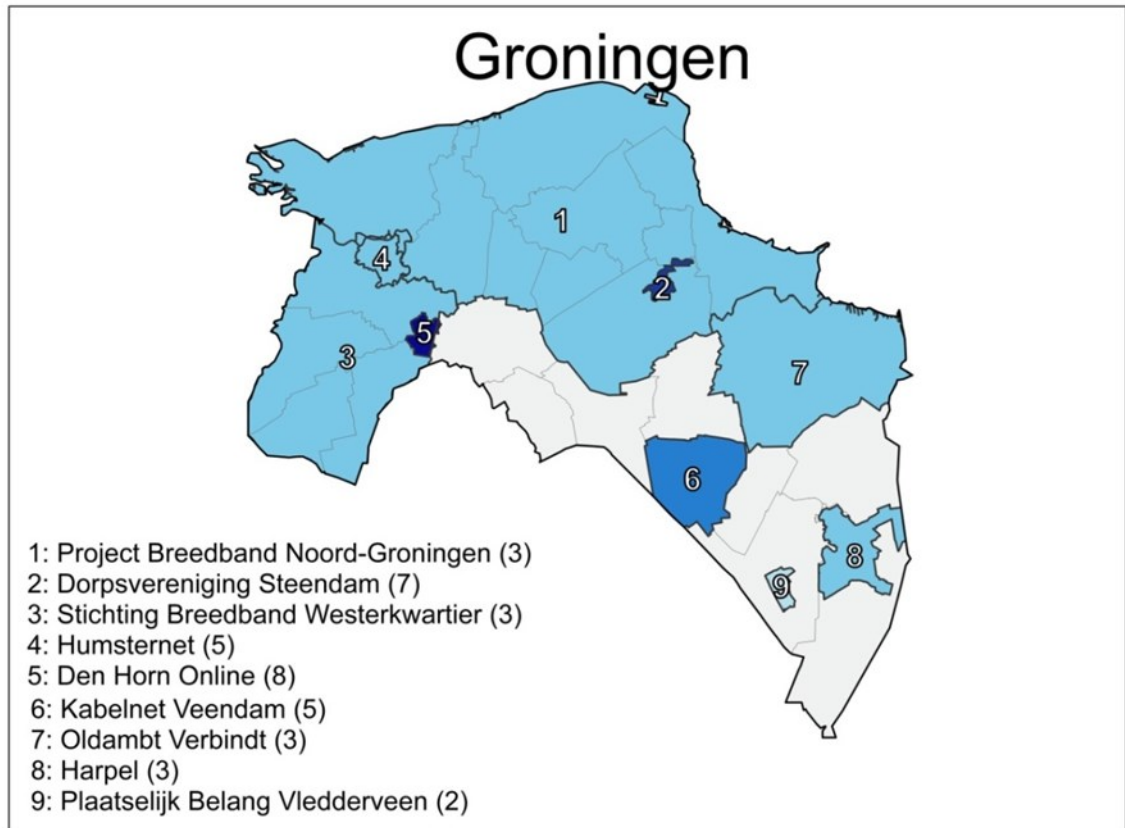 Groningen
1
4
2
5
3
7
6
8
9
1: Project Breedband Noord-Groningen (3)
2: Dorpsvereniging Steendam (7)
3: Stichting Breedband Westerkwartier (3)
4: Humsternet (5)
5: Den Horn Online (8)
6: Kabelnet Veendam (5)
7: Oldambt Verbindt (3)
8: Harpel (3)
9: Plaatselijk Belang Vledderveen (2)